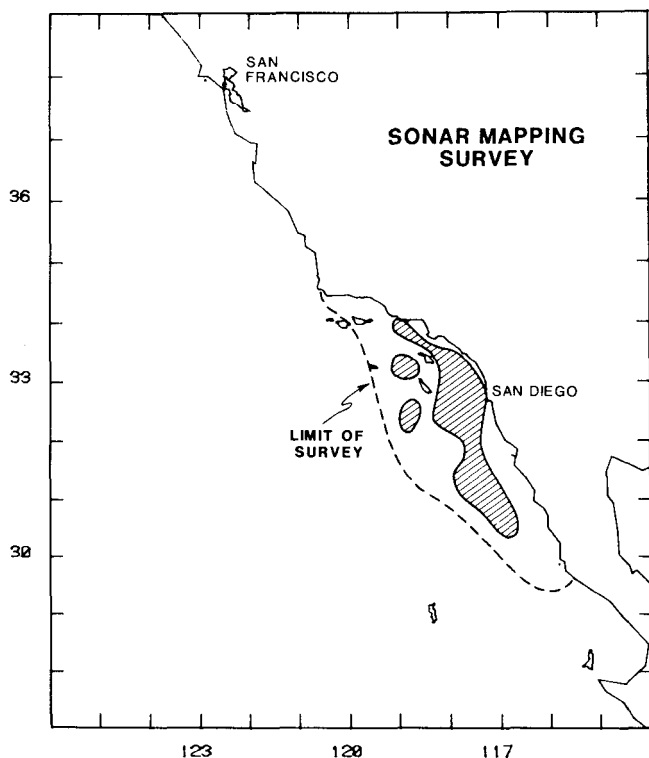 SAN
FRANCISCO
SONAR MAPPING
SURVEY
36
33
SAN DIEGO
LIMIT OF
SURVEY
30
123 120 117